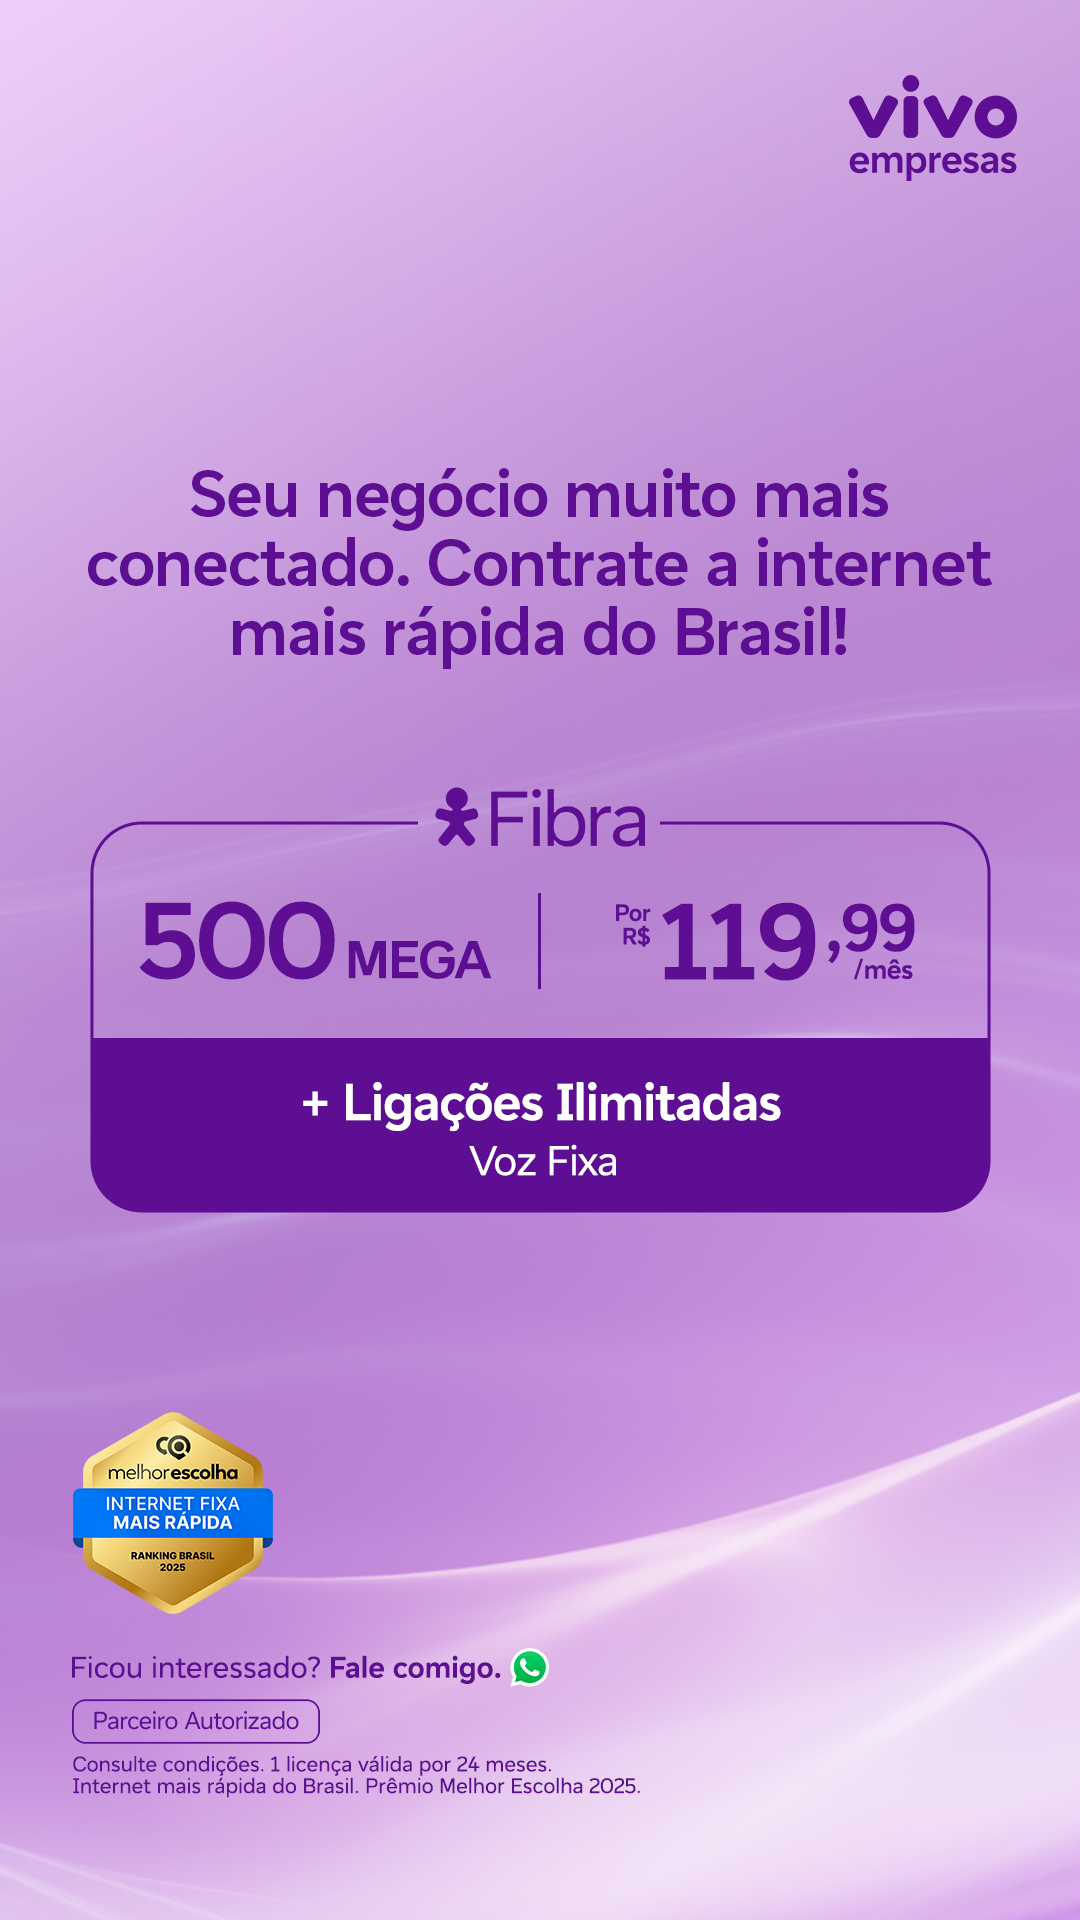 vivo
empresas
Seu negócio muito mais
conectado. Contrate a internet
mais rápida do Brasil!
Fibra
500 MEGA
Por R$ 119,99 /mês
+ Ligações Ilimitadas
Voz Fixa
melhorescolha
INTERNET FIXA
MAIS RÁPIDA
RANKING BRASIL
2025
Ficou interessado? Fale comigo.
Parceiro Autorizado
Consulte condições. 1 licença válida por 24 meses.
Internet mais rápida do Brasil. Prêmio Melhor Escolha 2025.